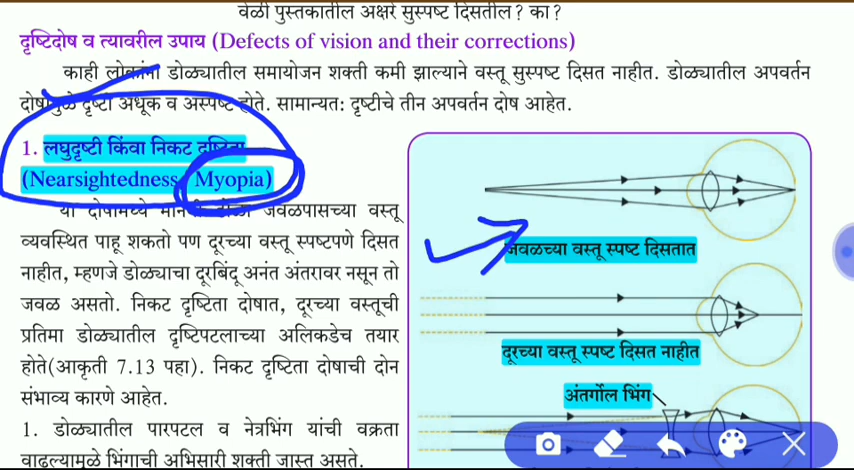 वेळी पुस्तकातील अक्षरे सुस्पष्ट दिसतील? का?
दृष्टिदोष व त्यावरील उपाय (Defects of vision and their corrections)
काही लोकांना डोळ्यातील समायोजन शक्ती कमी झाल्याने वस्तू सुस्पष्ट दिसत नाहीत. डोळ्यातील अपवर्तन
दोषांमुळे दृष्टी अधूक व अस्पष्ट होते. सामान्यत: दृष्टीचे तीन अपवर्तन दोष आहेत.
1. लघुदृष्टी किंवा निकट दृष्टिता
(Nearsightedness, Myopia)
या दोषामध्ये मानवी डोळा जवळपासच्या वस्तू
व्यवस्थित पाहू शकतो पण दूरच्या वस्तू स्पष्टपणे दिसत
नाहीत, म्हणजे डोळ्याचा दूरबिंदू अनंत अंतरावर नसून तो
जवळ असतो. निकट दृष्टिता दोषात, दूरच्या वस्तूची
प्रतिमा डोळ्यातील दृष्टिपटलाच्या अलिकडेच तयार
होते(आकृती 7.13 पहा). निकट दृष्टिता दोषाची दोन
संभाव्य कारणे आहेत.
1. डोळ्यातील पारपटल व नेत्रभिंग यांची वक्रता
वाढल्यामुळे भिंगाची अभिसारी शक्ती जास्त असते.
जवळच्या वस्तू स्पष्ट दिसतात
दूरच्या वस्तू स्पष्ट दिसत नाहीत
अंतर्गोल भिंग